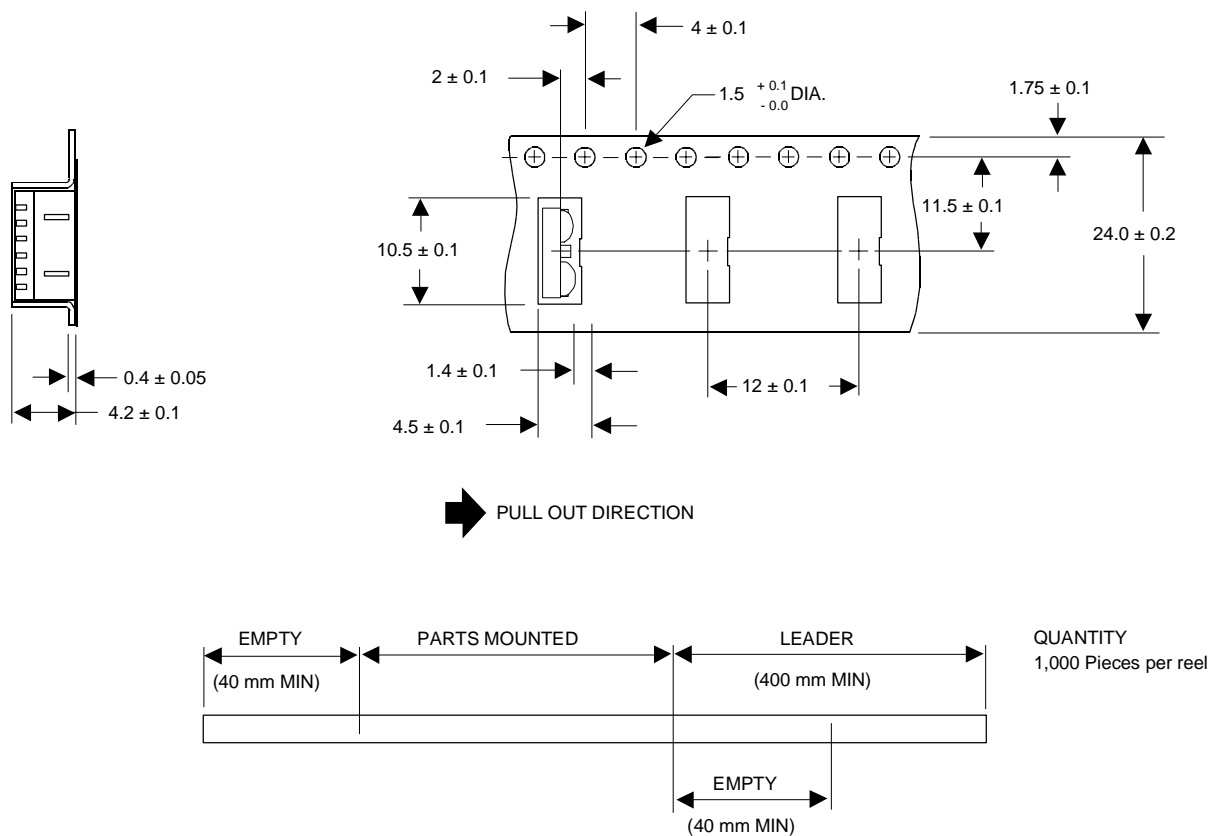 4 ± 0.1
2 ± 0.1
1.5 + 0.1 - 0.0 DIA.
1.75 ± 0.1
11.5 ± 0.1
10.5 ± 0.1
24.0 ± 0.2
1.4 ± 0.1
12 ± 0.1
0.4 ± 0.05
4.2 ± 0.1
4.5 ± 0.1
PULL OUT DIRECTION
EMPTY
PARTS MOUNTED
LEADER
QUANTITY
(40 mm MIN)
(400 mm MIN)
1,000 Pieces per reel
EMPTY
(40 mm MIN)